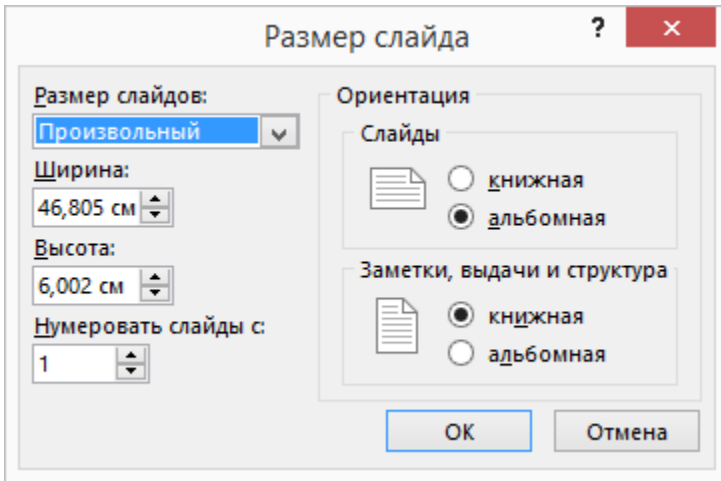 Размер слайда
?
Размер слайдов:
Произвольный
Ширина:
46,805 см
Высота:
6,002 см
Нумеровать слайды с:
1
Ориентация
Слайды
книжная
альбомная
Заметки, выдачи и структура
книжная
альбомная
ОК
Отмена